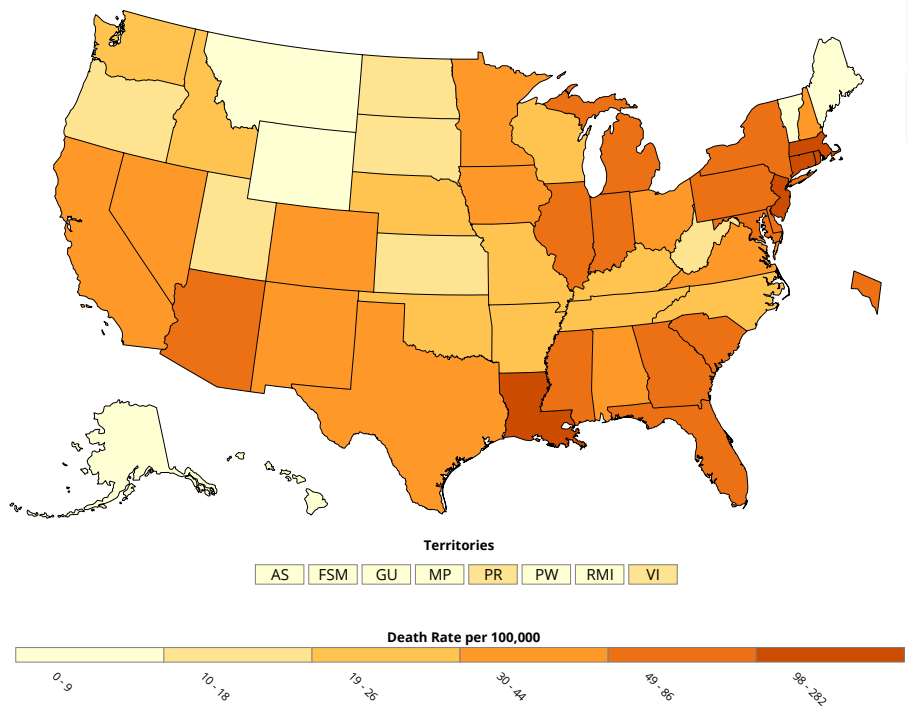 Territories
AS FSM GU MP PR PW RMI VI
Death Rate per 100,000
0 - 9 10 - 18 19 - 26 30 - 44 49 - 86 98 - 282